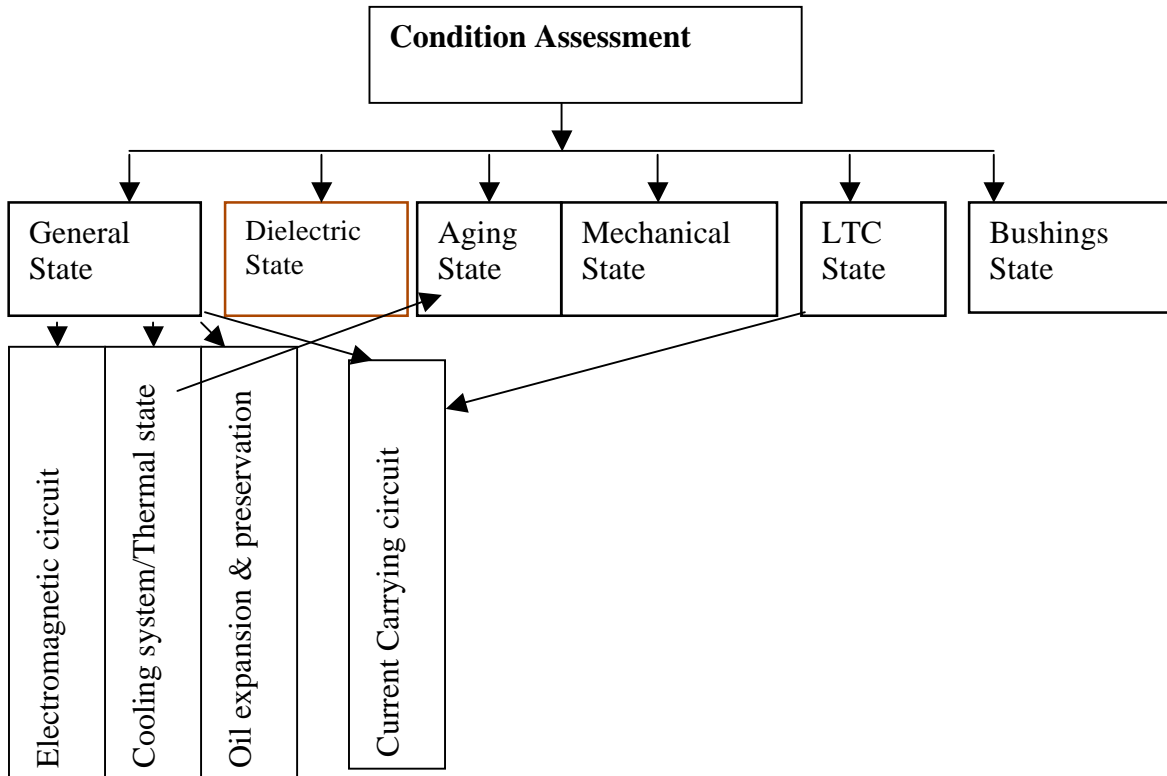 Condition Assessment
General
State
Dielectric
State
Aging
State
Mechanical
State
LTC
State
Bushings
State
Electromagnetic circuit
Cooling system/Thermal state
Oil expansion & preservation
Current Carrying circuit